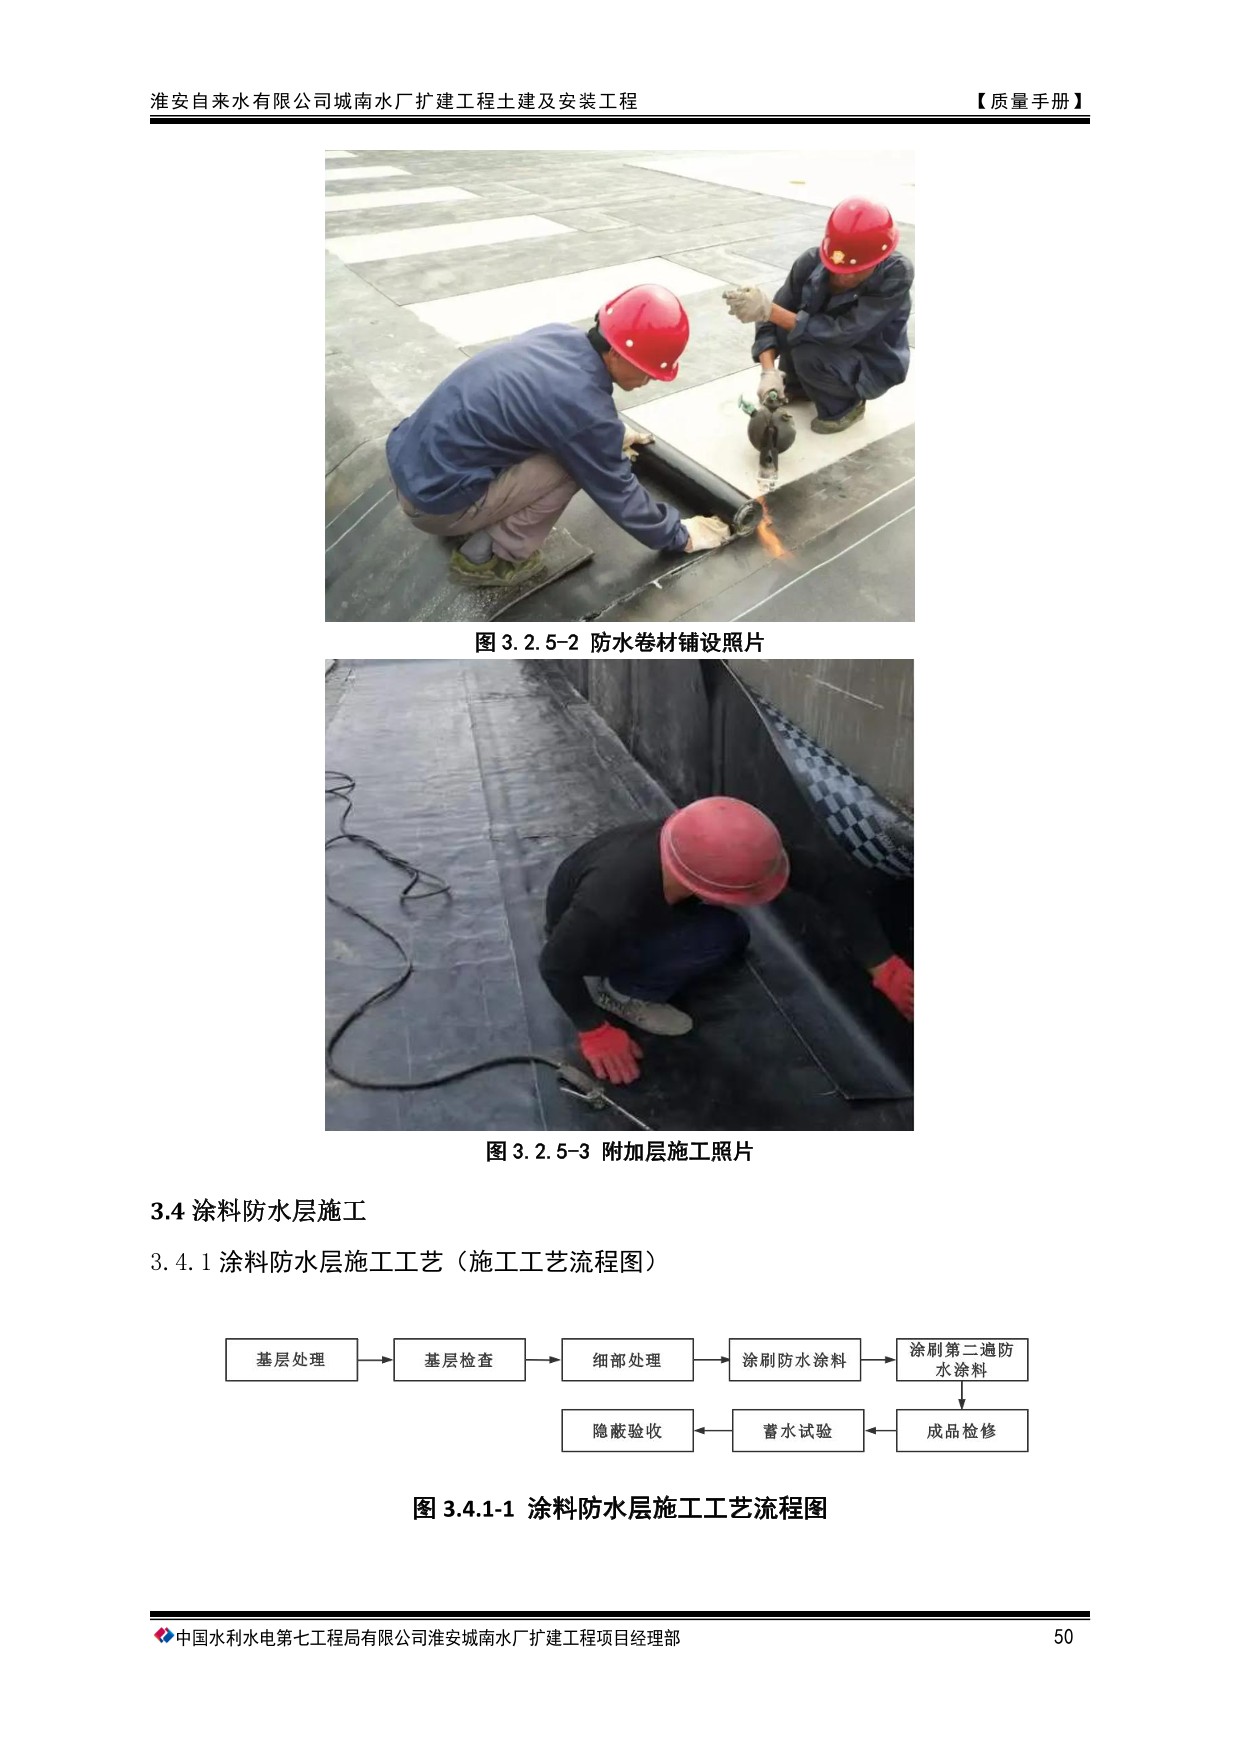 淮安自来水有限公司城南水厂扩建工程土建及安装工程 【质量手册】
图 3.2.5-2 防水卷材铺设照片
图 3.2.5-3 附加层施工照片
3.4 涂料防水层施工
3.4.1 涂料防水层施工工艺（施工工艺流程图）
基层处理 基层检查 细部处理 涂刷防水涂料 涂刷第二遍防
水涂料
隐蔽验收 蓄水试验 成品检修
图 3.4.1-1 涂料防水层施工工艺流程图
中国水利水电第七工程局有限公司淮安城南水厂扩建工程项目经理部 50